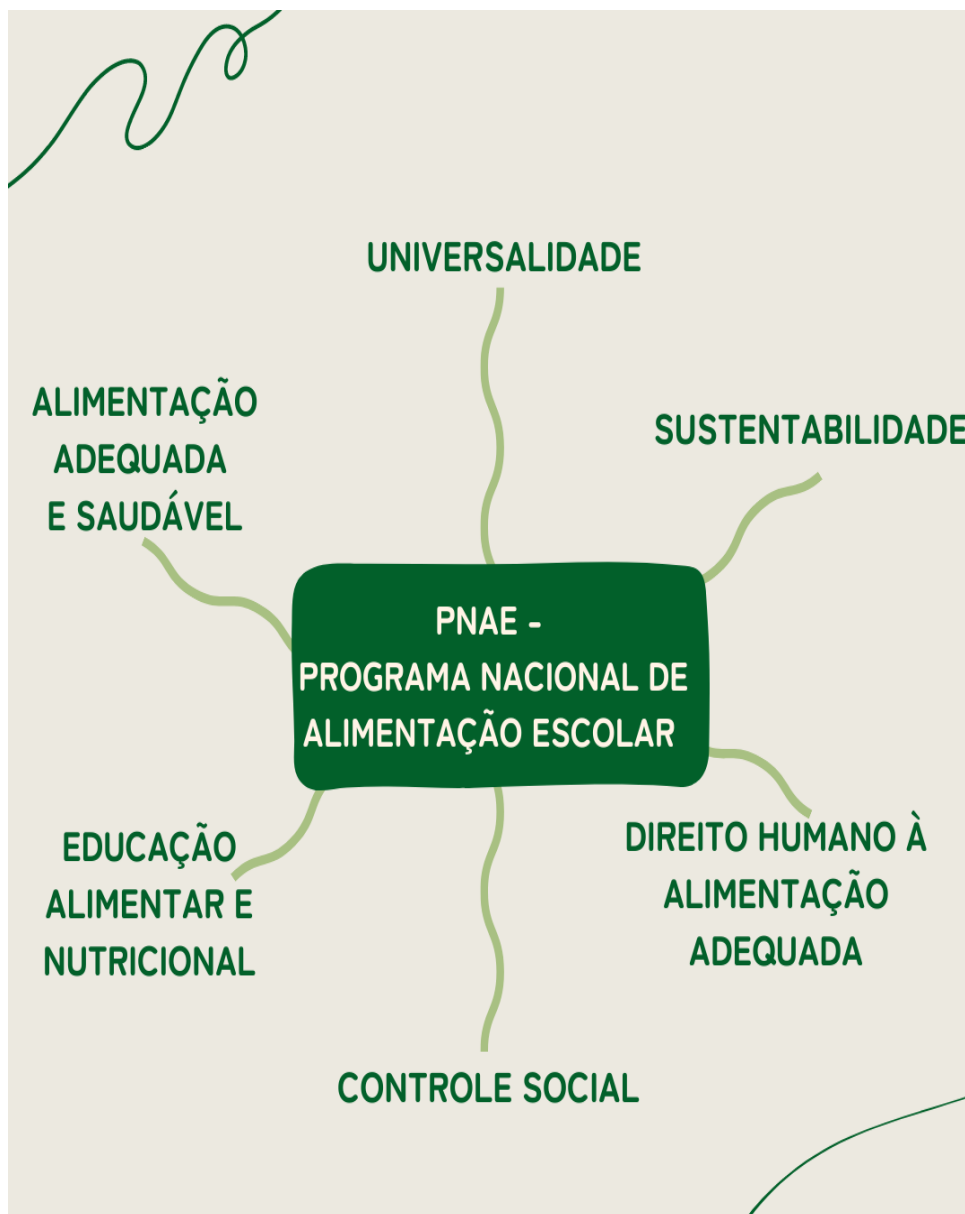 UNIVERSALIDADE
ALIMENTAÇÃO
ADEQUADA
E SAUDÁVEL
SUSTENTABILIDADE
PNAE -
PROGRAMA NACIONAL DE
ALIMENTAÇÃO ESCOLAR
EDUCAÇÃO
ALIMENTAR E
NUTRICIONAL
DIREITO HUMANO À
ALIMENTAÇÃO
ADEQUADA
CONTROLE SOCIAL